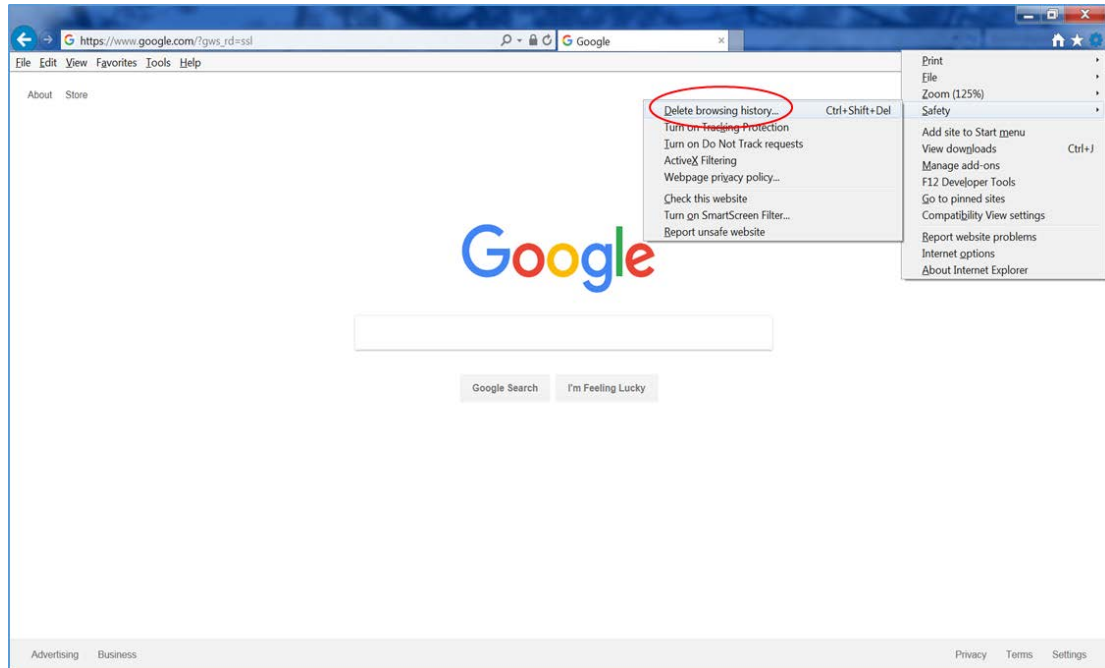 https://www.google.com/?gws_rd=ssl
Google
File Edit View Favorites Tools Help
About Store
Print
File
Zoom (125%)
Safety
Add site to Start menu
View downloads Ctrl+J
Manage add-ons
F12 Developer Tools
Go to pinned sites
Compatibility View settings
Report website problems
Internet options
About Internet Explorer
Delete browsing history... Ctrl+Shift+Del
Turn on Tracking Protection
Turn on Do Not Track requests
ActiveX Filtering
Webpage privacy policy...
Check this website
Turn on SmartScreen Filter...
Report unsafe website
Google
Google Search I'm Feeling Lucky
Advertising Business Privacy Terms Settings